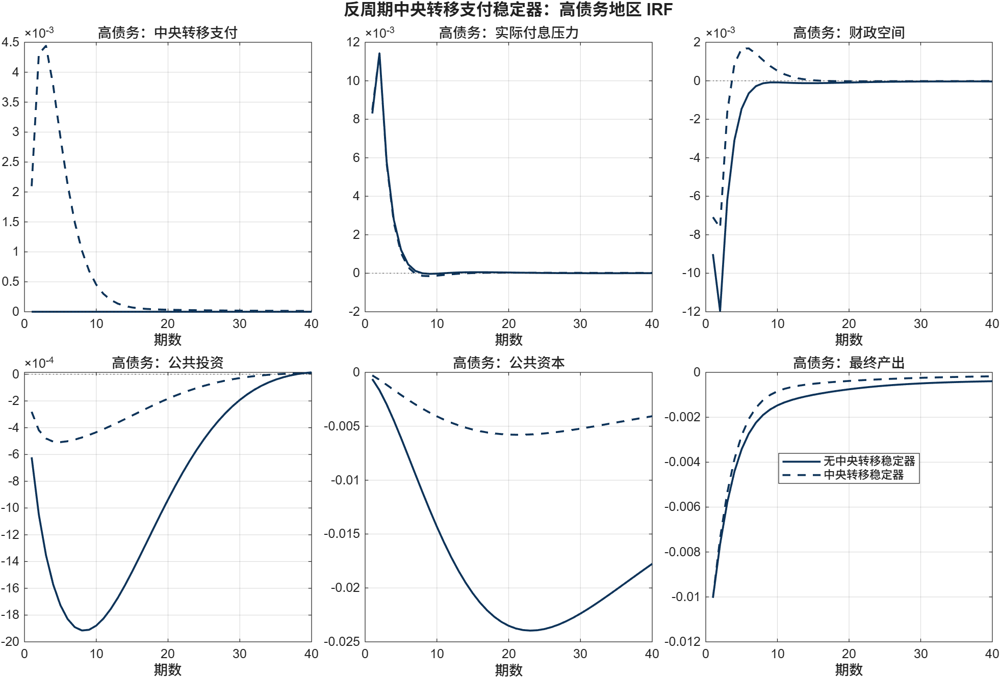 反周期中央转移支付稳定器：高债务地区 IRF
高债务：中央转移支付
×10-3
4.5
4
3.5
3
2.5
2
1.5
1
0.5
0
0 10 20 30 40
期数
高债务：实际付息压力
×10-3
12
10
8
6
4
2
0
-2
0 10 20 30 40
期数
高债务：财政空间
×10-3
2
0
-2
-4
-6
-8
-10
-12
0 10 20 30 40
期数
高债务：公共投资
×10-4
0
-2
-4
-6
-8
-10
-12
-14
-16
-18
-20
0 10 20 30 40
期数
高债务：公共资本
0
-0.005
-0.01
-0.015
-0.02
-0.025
0 10 20 30 40
期数
高债务：最终产出
0
-0.002
-0.004
-0.006
-0.008
-0.01
-0.012
无中央转移稳定器
中央转移稳定器
0 10 20 30 40
期数